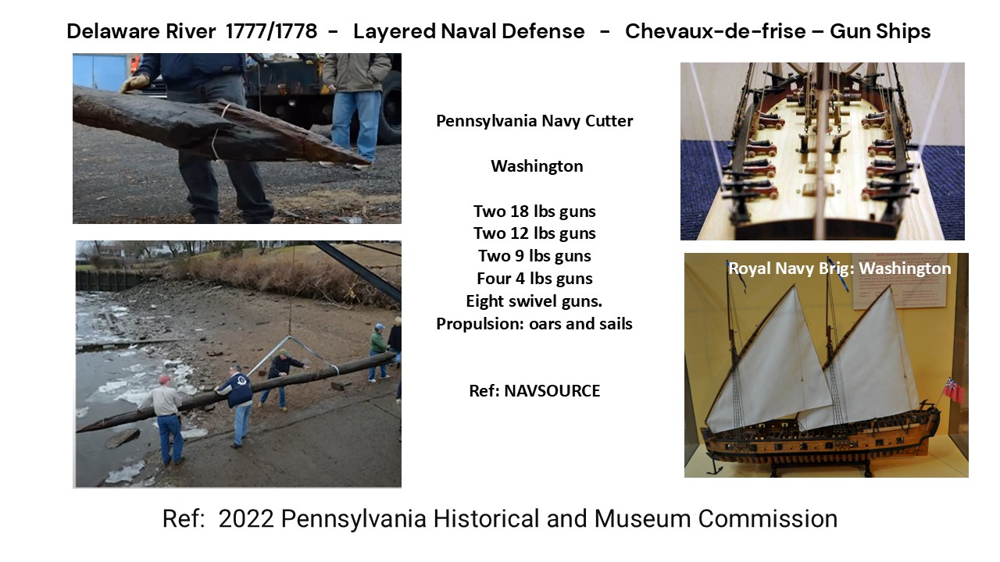 Delaware River 1777/1778 - Layered Naval Defense - Chevaux-de-frise – Gun Ships
Pennsylvania Navy Cutter
Washington
Two 18 lbs guns
Two 12 lbs guns
Two 9 lbs guns
Four 4 lbs guns
Eight swivel guns.
Propulsion: oars and sails
Ref: NAVSOURCE
Royal Navy Brig: Washington
Ref: 2022 Pennsylvania Historical and Museum Commission